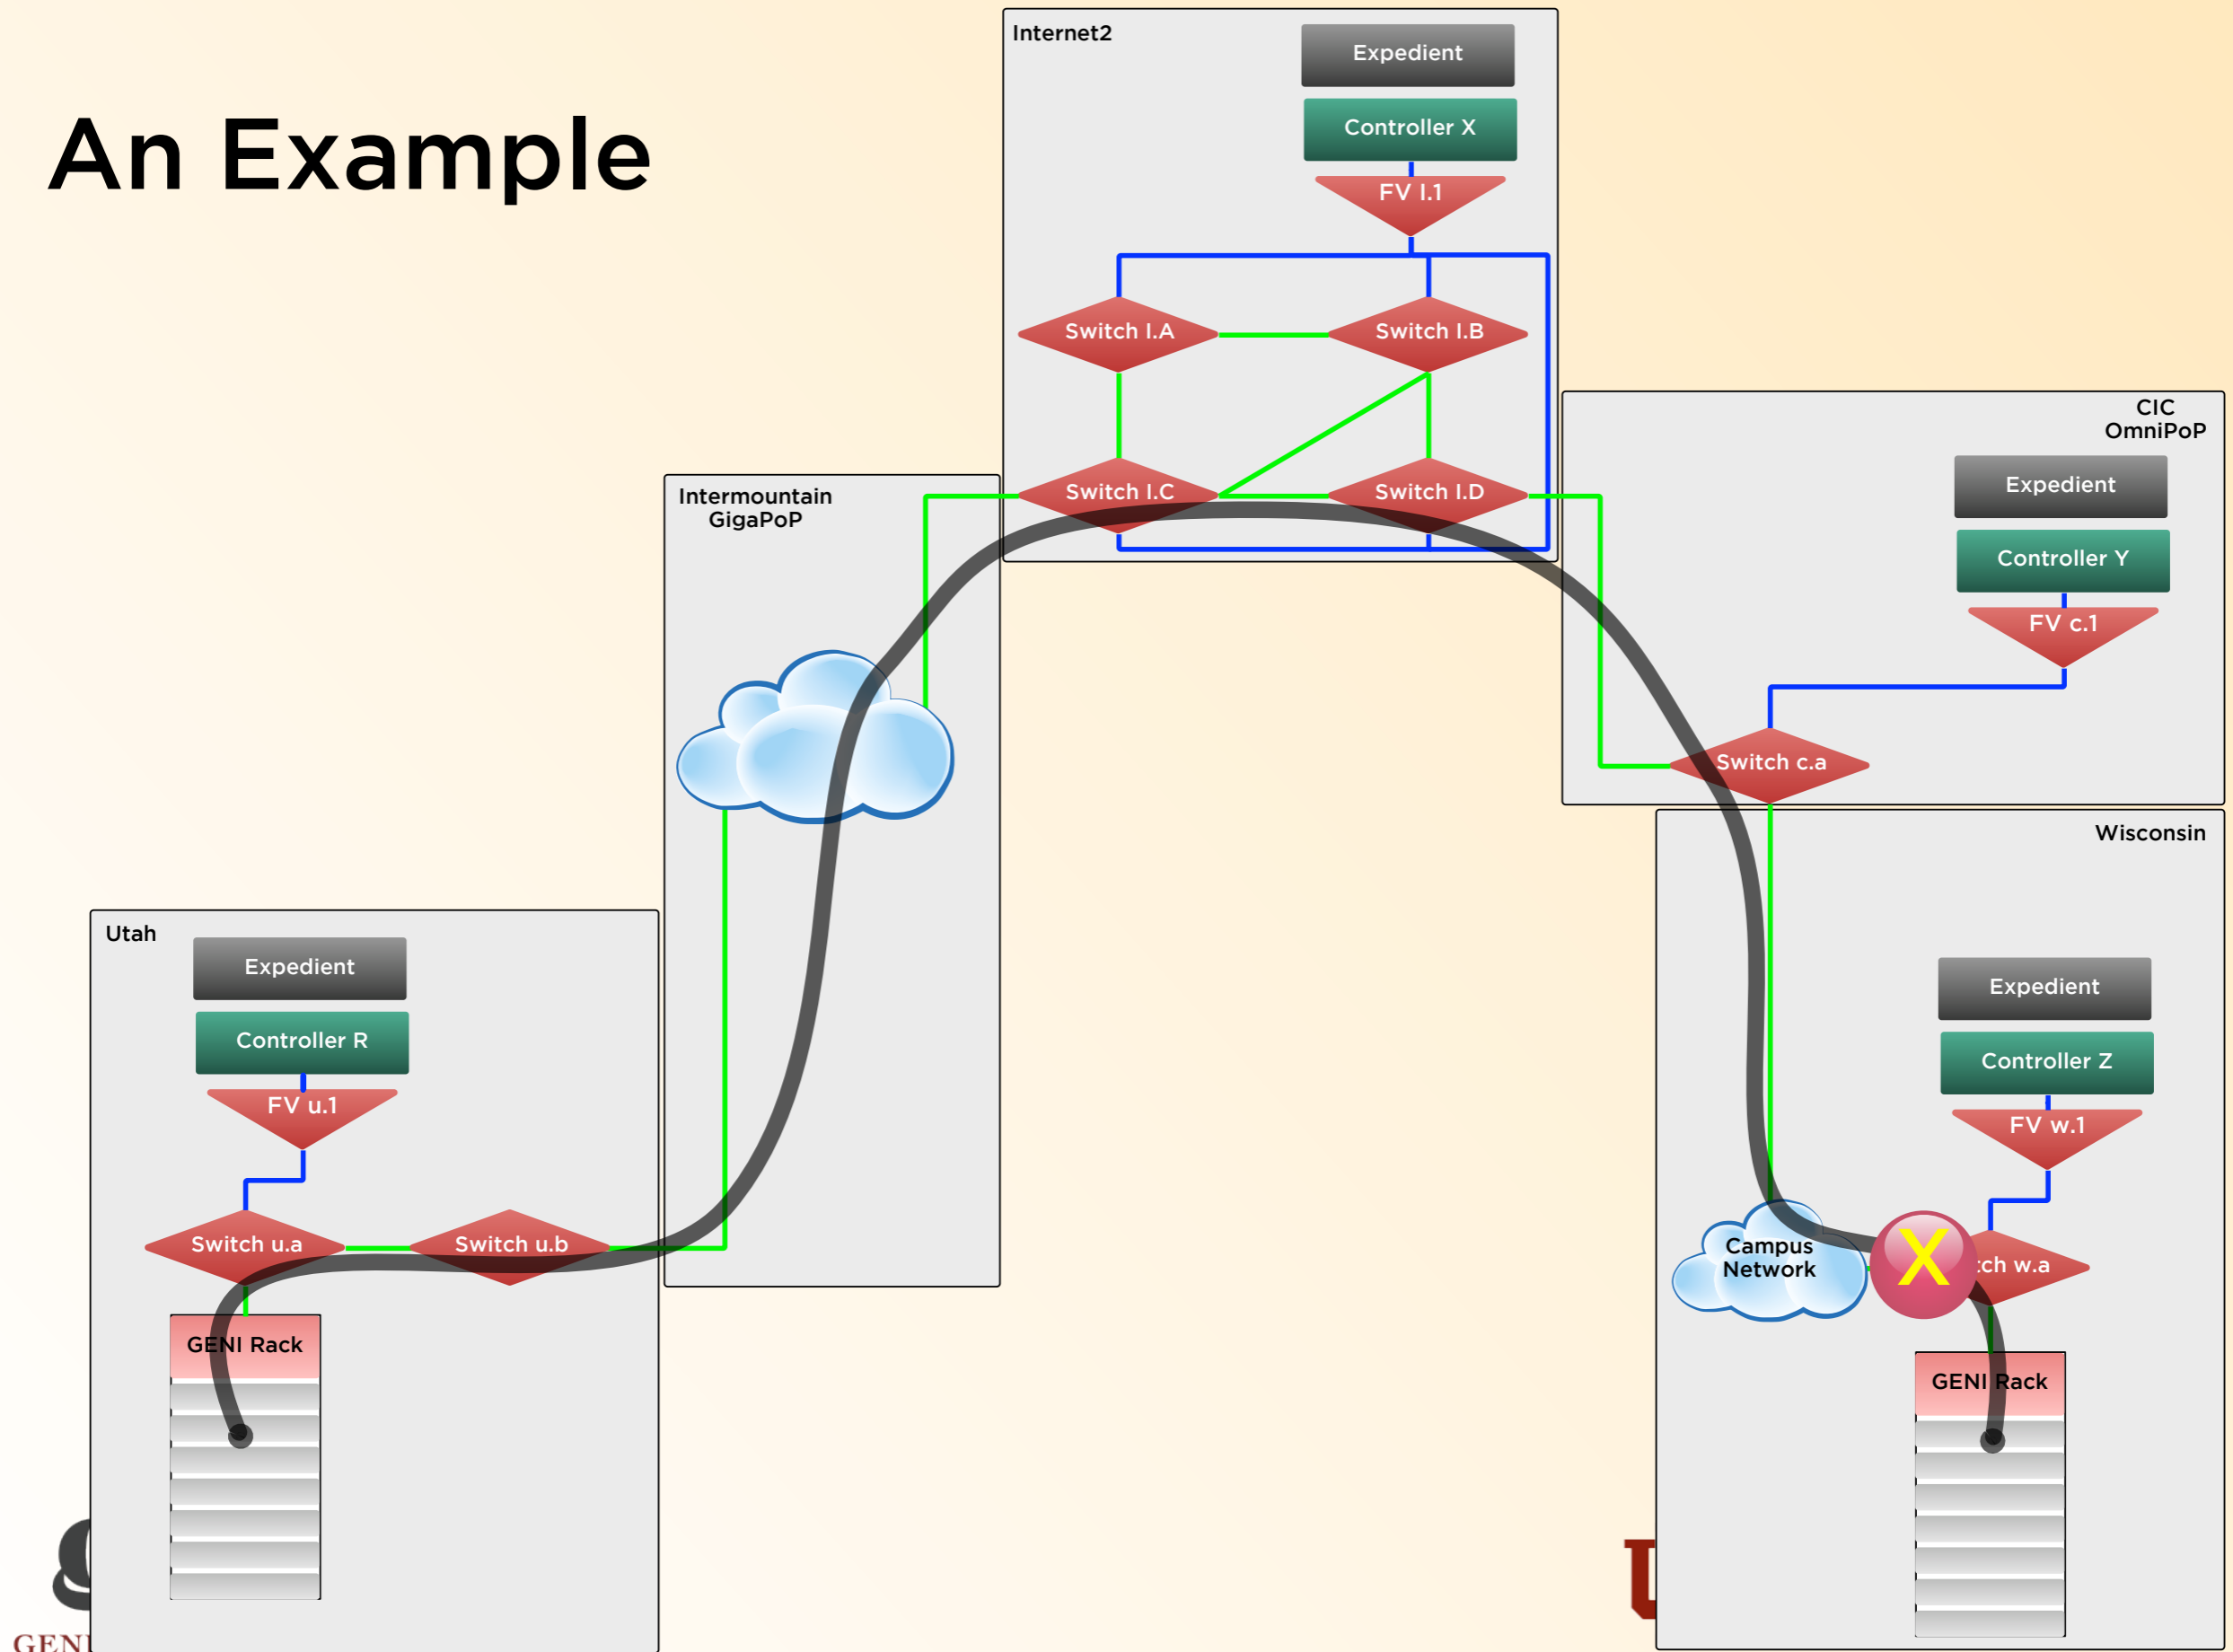 An Example
Internet2
Expedient
Controller X
FV I.1
Switch I.A
Switch I.B
Switch I.C
Switch I.D
CIC
OmniPoP
Expedient
Controller Y
FV c.1
Switch c.a
Intermountain
GigaPoP
Wisconsin
Expedient
Controller Z
FV w.1
Campus
Network
X
tch w.a
GENI Rack
Utah
Expedient
Controller R
FV u.1
Switch u.a
Switch u.b
GENI Rack
GENI